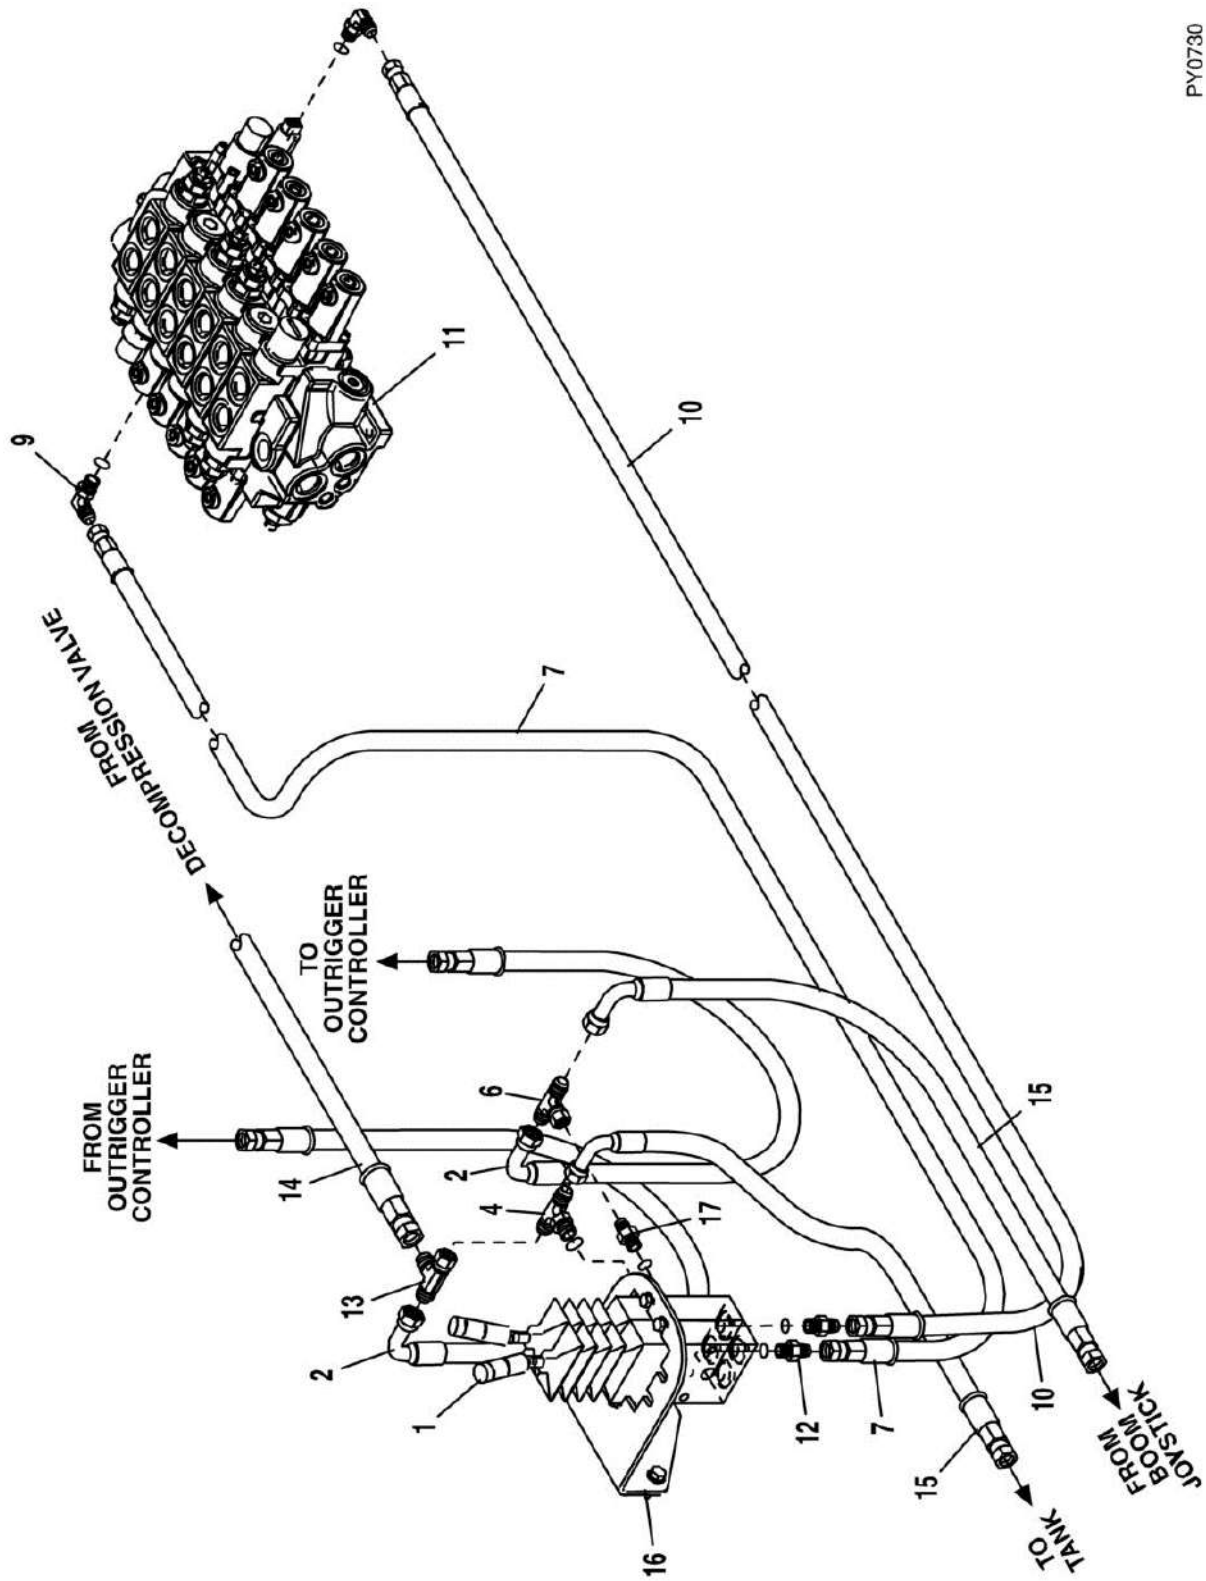 PY0730
9
11
10
FROM
DECOMPRESSION VALVE
7
TO
OUTRIGGER
CONTROLLER
FROM
OUTRIGGER
CONTROLLER
14
6
2
4
17
15
13
2
1
12
7
10
15
16
FROM
BOOM
JOYSTICK
TO
TANK